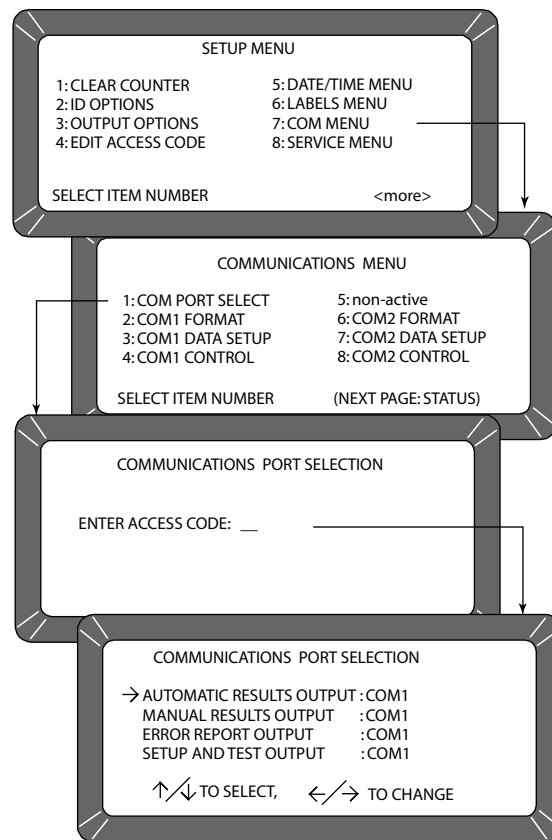 SETUP MENU
1: CLEAR COUNTER 5: DATE/TIME MENU
2: ID OPTIONS 6: LABELS MENU
3: OUTPUT OPTIONS 7: COM MENU
4: EDIT ACCESS CODE 8: SERVICE MENU
SELECT ITEM NUMBER <more>
COMMUNICATIONS MENU
1: COM PORT SELECT 5: non-active
2: COM1 FORMAT 6: COM2 FORMAT
3: COM1 DATA SETUP 7: COM2 DATA SETUP
4: COM1 CONTROL 8: COM2 CONTROL
SELECT ITEM NUMBER (NEXT PAGE: STATUS)
COMMUNICATIONS PORT SELECTION
ENTER ACCESS CODE: __
COMMUNICATIONS PORT SELECTION
→ AUTOMATIC RESULTS OUTPUT : COM1
MANUAL RESULTS OUTPUT : COM1
ERROR REPORT OUTPUT : COM1
SETUP AND TEST OUTPUT : COM1
↑/↓ TO SELECT, ←/→ TO CHANGE